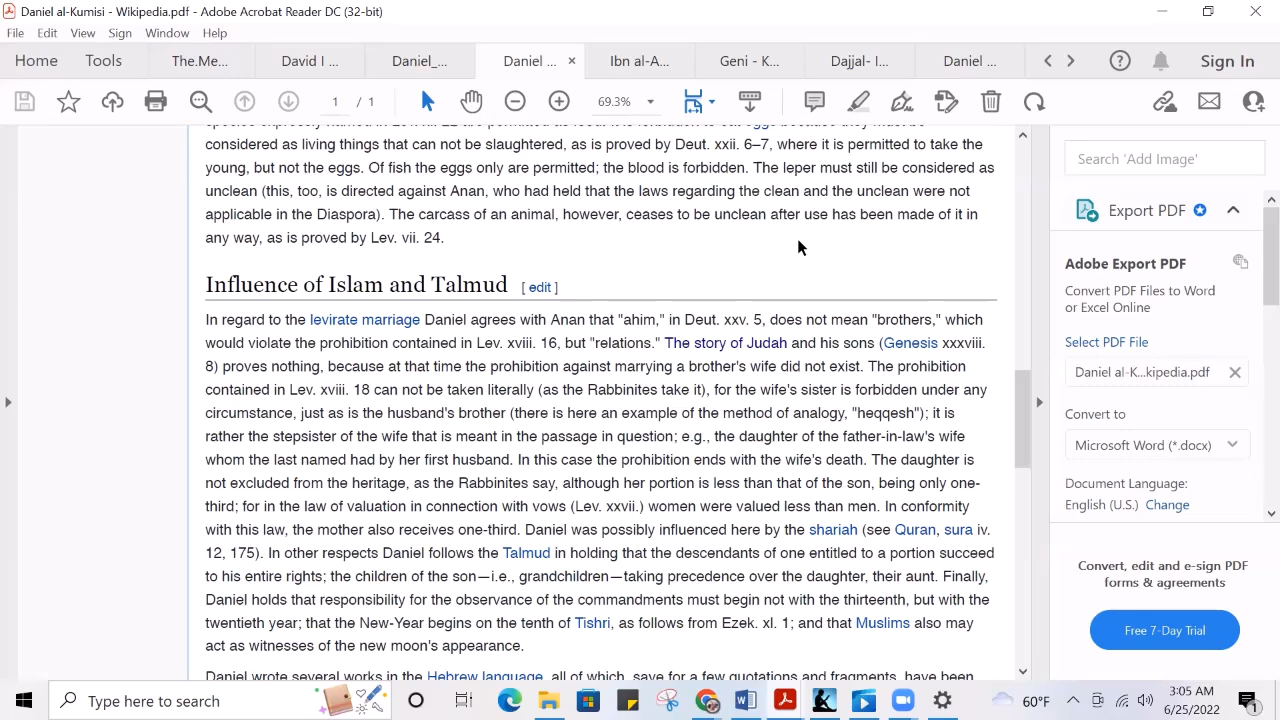 Daniel al-Kumisi - Wikipedia.pdf - Adobe Acrobat Reader DC (32-bit)
File Edit View Sign Window Help
Home Tools The.Me... David I ... Daniel_... Daniel ... × Ibn al-A... Geni - K... Dajjal- I... Daniel ... Sign In
1 / 1 69.3%
considered as living things that can not be slaughtered, as is proved by Deut. xxii. 6–7, where it is permitted to take the
young, but not the eggs. Of fish the eggs only are permitted; the blood is forbidden. The leper must still be considered as
unclean (this, too, is directed against Anan, who had held that the laws regarding the clean and the unclean were not
applicable in the Diaspora). The carcass of an animal, however, ceases to be unclean after use has been made of it in
any way, as is proved by Lev. vii. 24.
Influence of Islam and Talmud [ edit ]
In regard to the levirate marriage Daniel agrees with Anan that "ahim," in Deut. xxv. 5, does not mean "brothers," which
would violate the prohibition contained in Lev. xviii. 16, but "relations." The story of Judah and his sons (Genesis xxxviii.
8) proves nothing, because at that time the prohibition against marrying a brother's wife did not exist. The prohibition
contained in Lev. xviii. 18 can not be taken literally (as the Rabbinites take it), for the wife's sister is forbidden under any
circumstance, just as is the husband's brother (there is here an example of the method of analogy, "heqqesh"); it is
rather the stepsister of the wife that is meant in the passage in question; e.g., the daughter of the father-in-law's wife
whom the last named had by her first husband. In this case the prohibition ends with the wife's death. The daughter is
not excluded from the heritage, as the Rabbinites say, although her portion is less than that of the son, being only one-
third; for in the law of valuation in connection with vows (Lev. xxvii.) women were valued less than men. In conformity
with this law, the mother also receives one-third. Daniel was possibly influenced here by the shariah (see Quran, sura iv.
12, 175). In other respects Daniel follows the Talmud in holding that the descendants of one entitled to a portion succeed
to his entire rights; the children of the son—i.e., grandchildren—taking precedence over the daughter, their aunt. Finally,
Daniel holds that responsibility for the observance of the commandments must begin not with the thirteenth, but with the
twentieth year; that the New-Year begins on the tenth of Tishri, as follows from Ezek. xl. 1; and that Muslims also may
act as witnesses of the new moon's appearance.
Daniel wrote several works in the Hebrew language, all of which, save for a few quotations and fragments, have been
Search 'Add Image'
Export PDF
Adobe Export PDF
Convert PDF Files to Word
or Excel Online
Select PDF File
Daniel al-K...kipedia.pdf ×
Convert to
Microsoft Word (*.docx)
Document Language:
English (U.S.) Change
Convert, edit and e-sign PDF
forms & agreements
Free 7-Day Trial
Type here to search
60°F
3:05 AM
6/25/2022
1